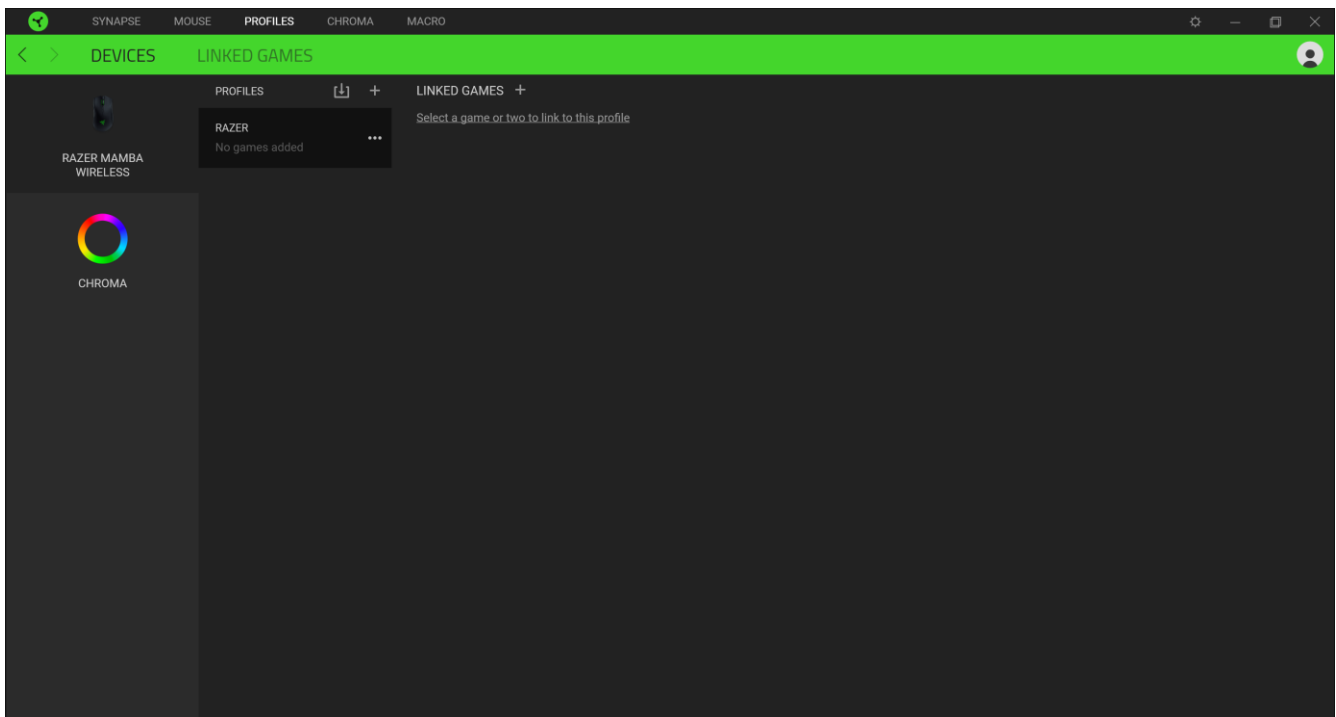 SYNAPSE MOUSE PROFILES CHROMA MACRO
DEVICES LINKED GAMES
RAZER MAMBA
WIRELESS
CHROMA
PROFILES
RAZER
No games added
LINKED GAMES
Select a game or two to link to this profile